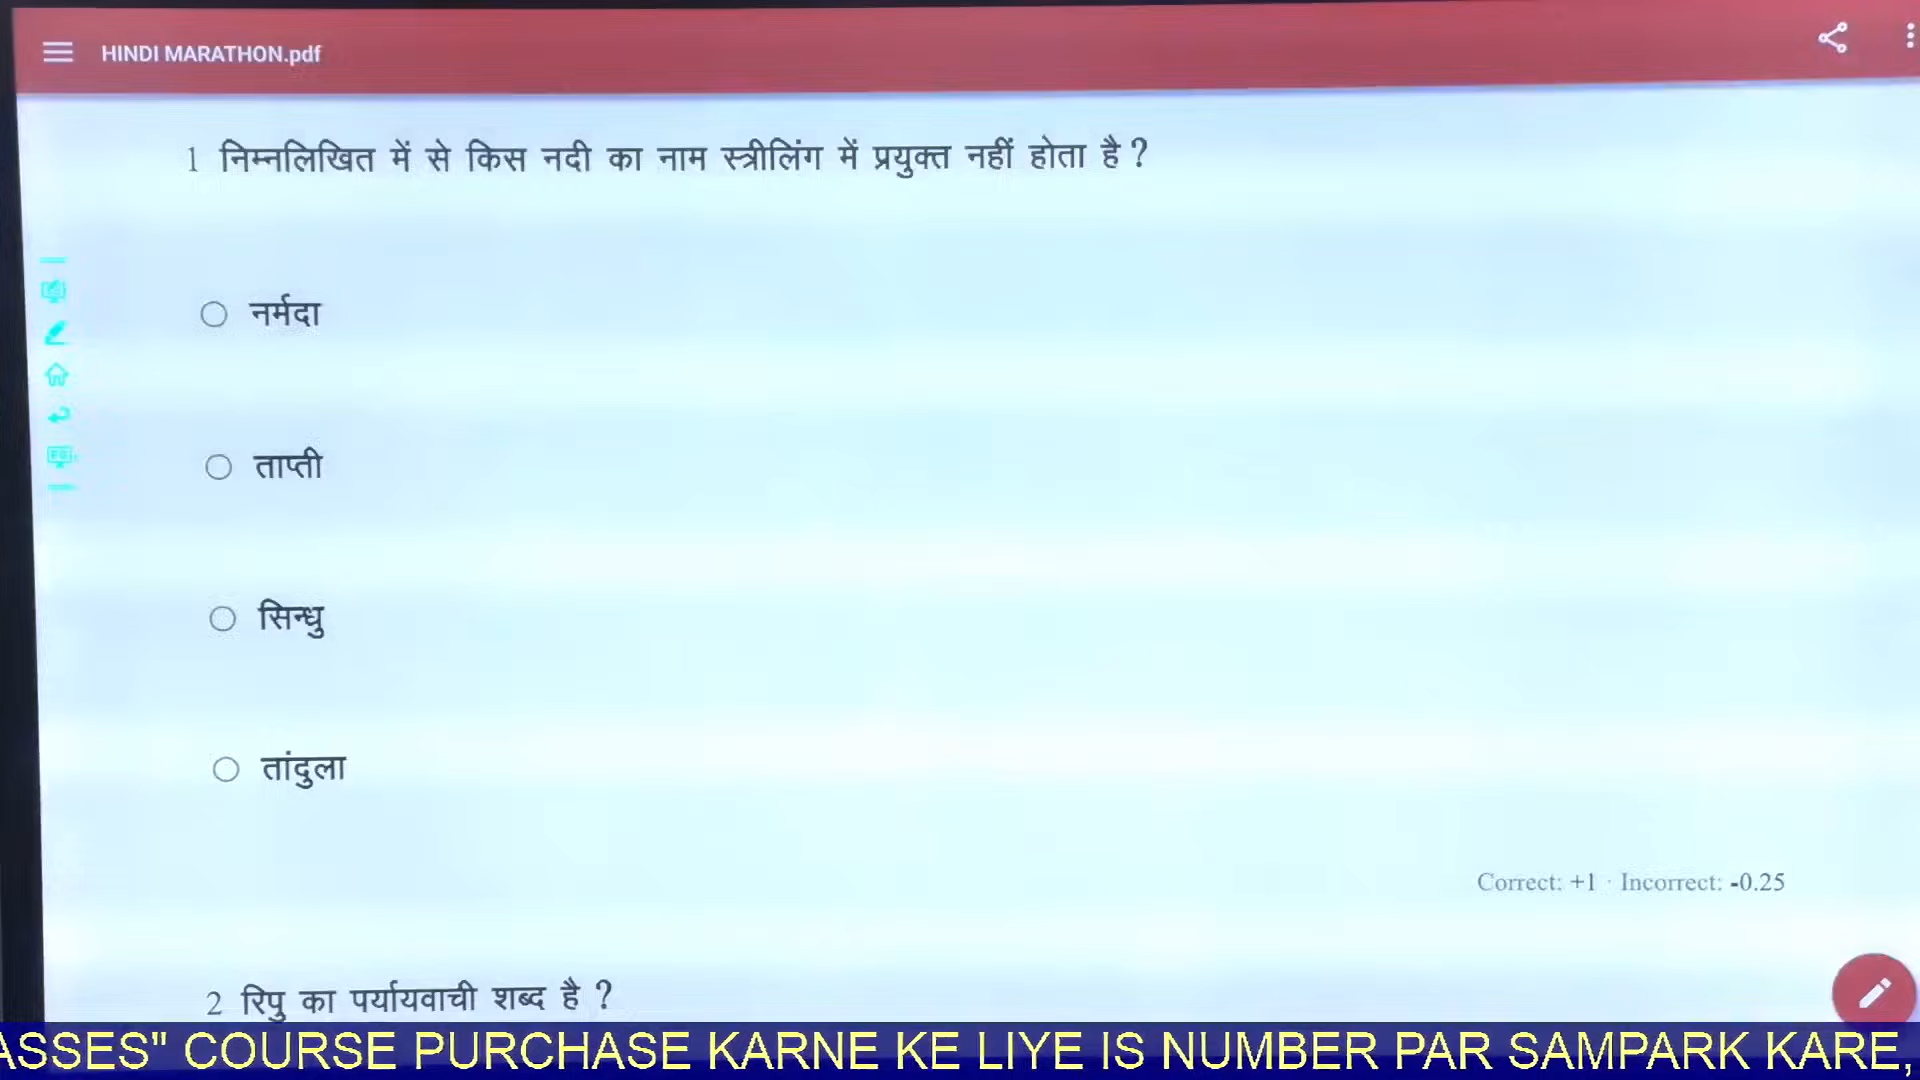 HINDI MARATHON.pdf
1 निम्नलिखित में से किस नदी का नाम स्त्रीलिंग में प्रयुक्त नहीं होता है ?
नर्मदा
ताप्ती
सिन्धु
तांदुला
Correct: +1 · Incorrect: -0.25
2 रिपु का पर्यायवाची शब्द है ?
ASSES" COURSE PURCHASE KARNE KE LIYE IS NUMBER PAR SAMPARK KARE,